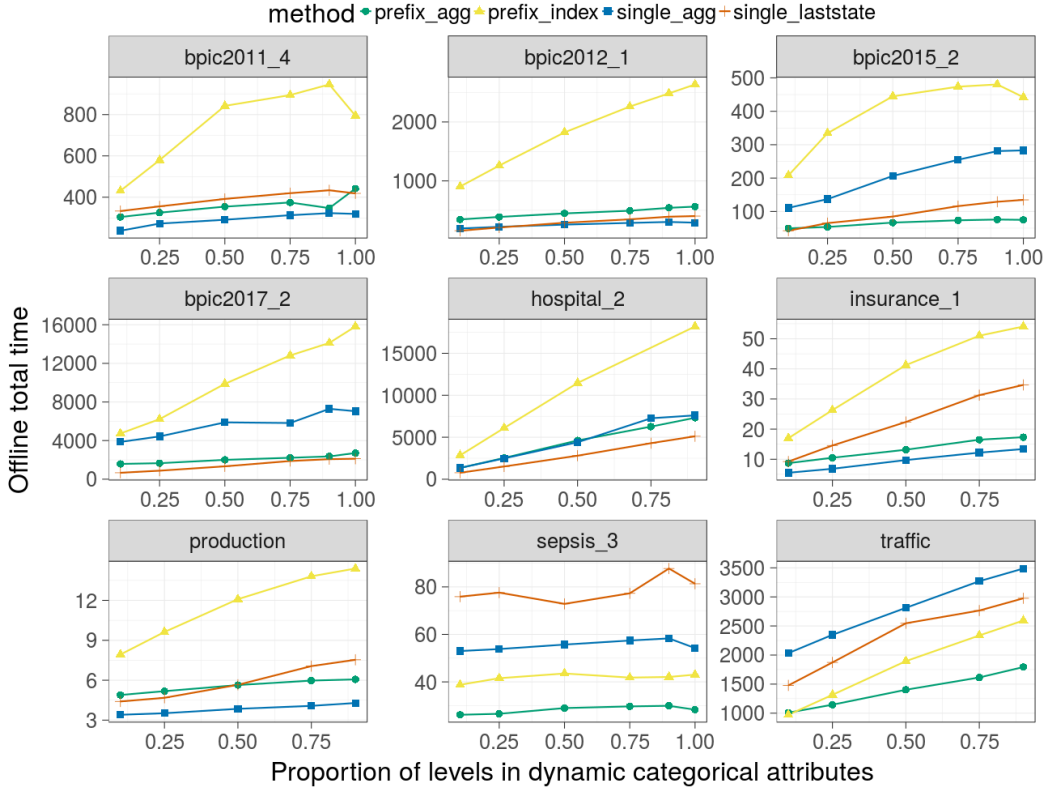 method prefix_agg prefix_index single_agg single_laststate
bpic2011_4 bpic2012_1 bpic2015_2
800
600
400
0.25 0.50 0.75 1.00
2000
1000
0.25 0.50 0.75 1.00
500
400
300
200
100
0.25 0.50 0.75 1.00
bpic2017_2 hospital_2 insurance_1
16000
12000
8000
4000
0
0.25 0.50 0.75 1.00
15000
10000
5000
0
0.25 0.50 0.75
50
40
30
20
10
0.25 0.50 0.75
production sepsis_3 traffic
12
9
6
3
0.25 0.50 0.75
80
60
40
0.25 0.50 0.75 1.00
3500
3000
2500
2000
1500
1000
0.25 0.50 0.75
Offline total time
Proportion of levels in dynamic categorical attributes